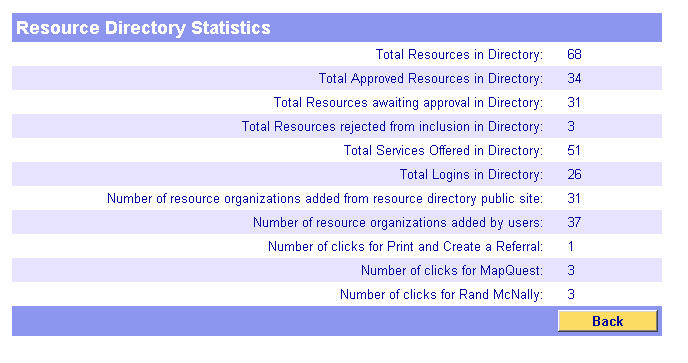 Resource Directory Statistics
Total Resources in Directory: 68
Total Approved Resources in Directory: 34
Total Resources awaiting approval in Directory: 31
Total Resources rejected from inclusion in Directory: 3
Total Services Offered in Directory: 51
Total Logins in Directory: 26
Number of resource organizations added from resource directory public site: 31
Number of resource organizations added by users: 37
Number of clicks for Print and Create a Referral: 1
Number of clicks for MapQuest: 3
Number of clicks for Rand McNally: 3
Back